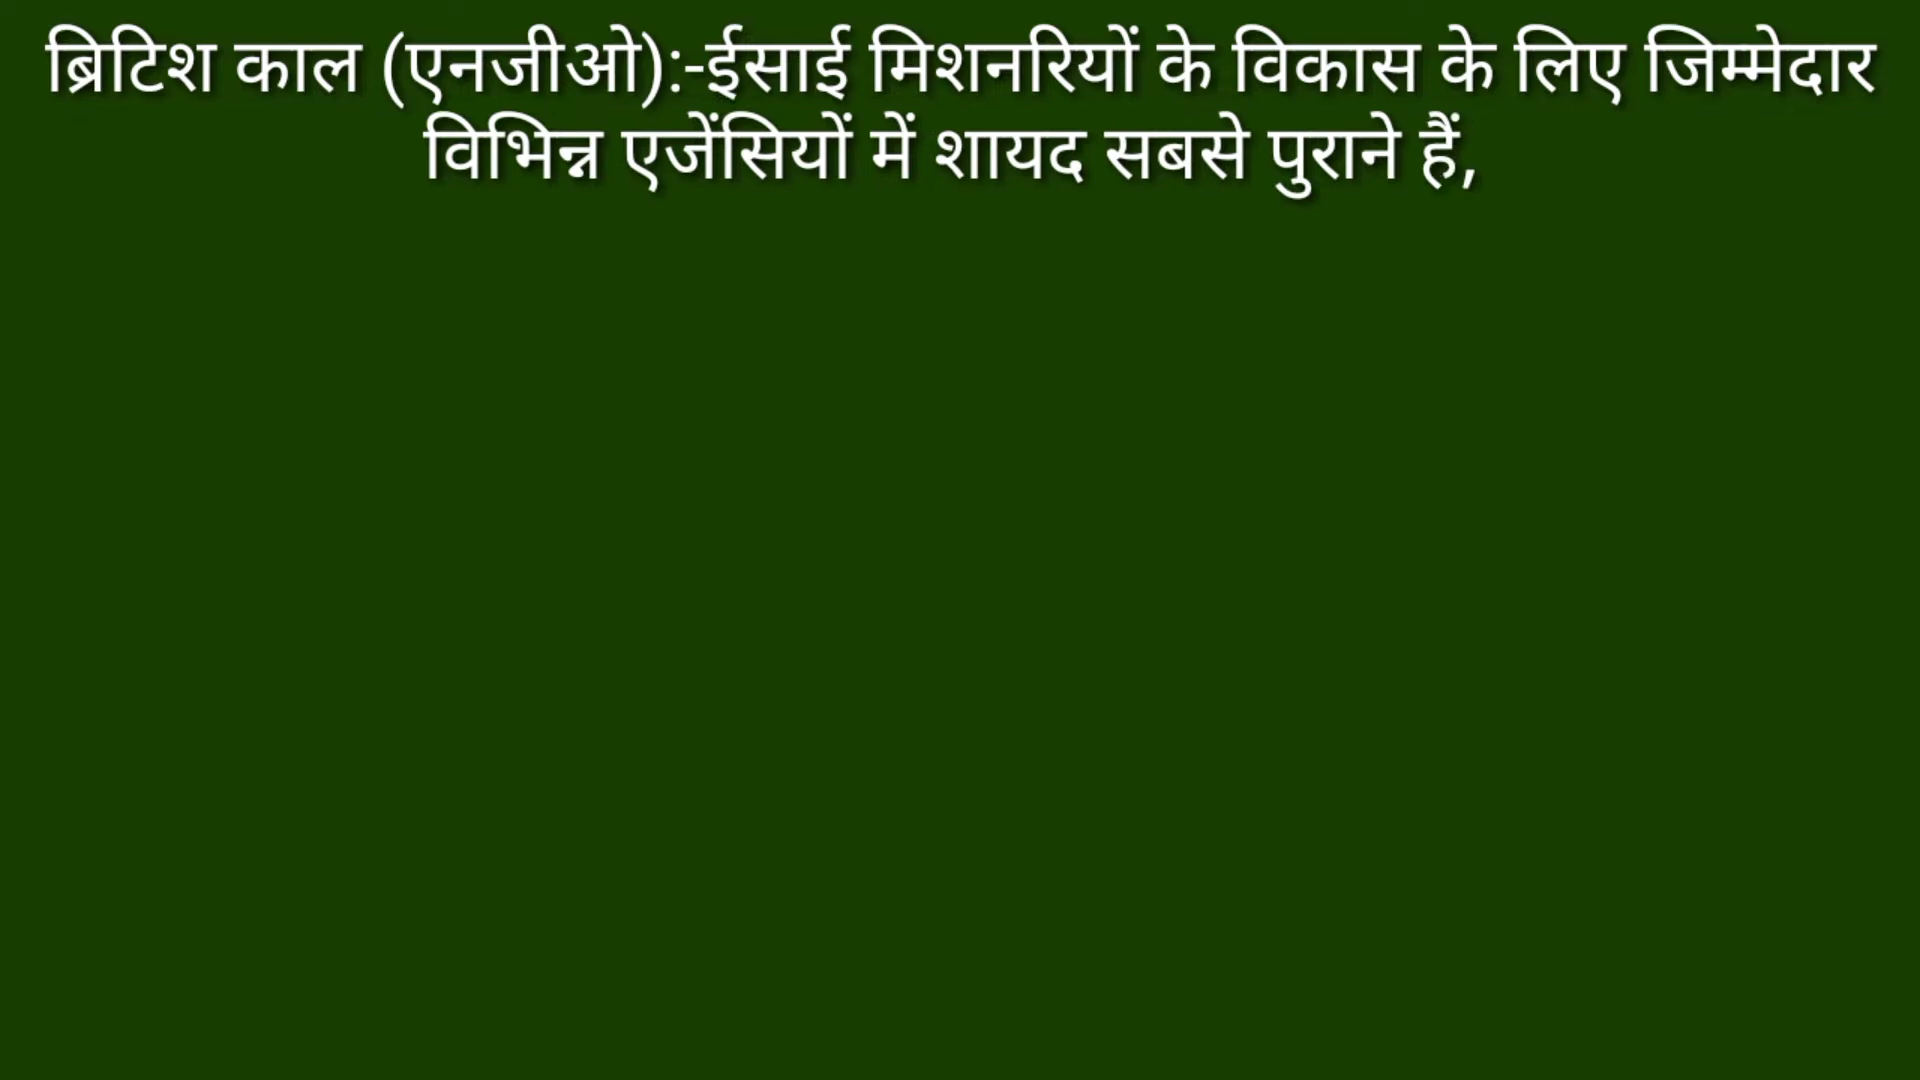 ब्रिटिश काल (एनजीओ):-ईसाई मिशनरियों के विकास के लिए जिम्मेदार
विभिन्न एजेंसियों में शायद सबसे पुराने हैं,